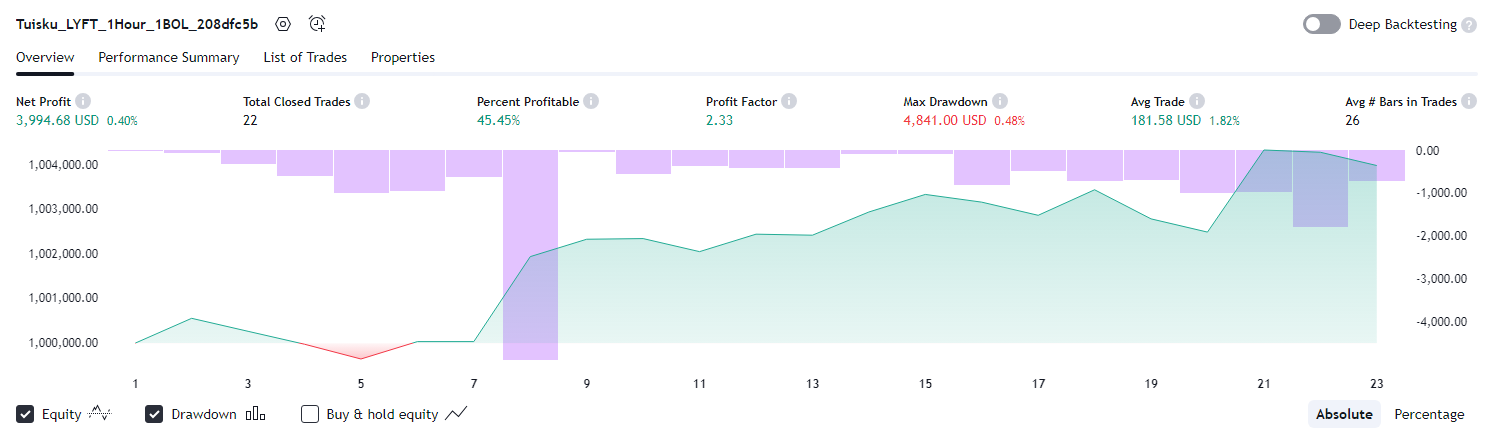 Tuisku_LYFT_1Hour_1BOL_208dfc5b
Deep Backtesting
Overview Performance Summary List of Trades Properties
Net Profit Total Closed Trades Percent Profitable Profit Factor Max Drawdown Avg Trade Avg # Bars in Trades
3,994.68 USD 0.40% 22 45.45% 2.33 4,841.00 USD 0.48% 181.58 USD 1.82% 26
1,004,000.00 0.00
1,003,000.00 -1,000.00
1,002,000.00 -2,000.00
1,001,000.00 -3,000.00
1,000,000.00 -4,000.00
1 3 5 7 9 11 13 15 17 19 21 23
Equity Drawdown Buy & hold equity Absolute Percentage